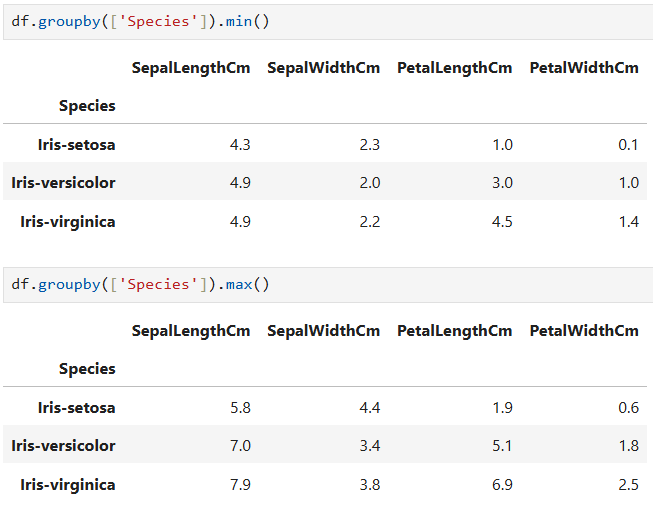 df.groupby(['Species']).min()
SepalLengthCm SepalWidthCm PetalLengthCm PetalWidthCm
Species
Iris-setosa 4.3 2.3 1.0 0.1
Iris-versicolor 4.9 2.0 3.0 1.0
Iris-virginica 4.9 2.2 4.5 1.4
df.groupby(['Species']).max()
SepalLengthCm SepalWidthCm PetalLengthCm PetalWidthCm
Species
Iris-setosa 5.8 4.4 1.9 0.6
Iris-versicolor 7.0 3.4 5.1 1.8
Iris-virginica 7.9 3.8 6.9 2.5